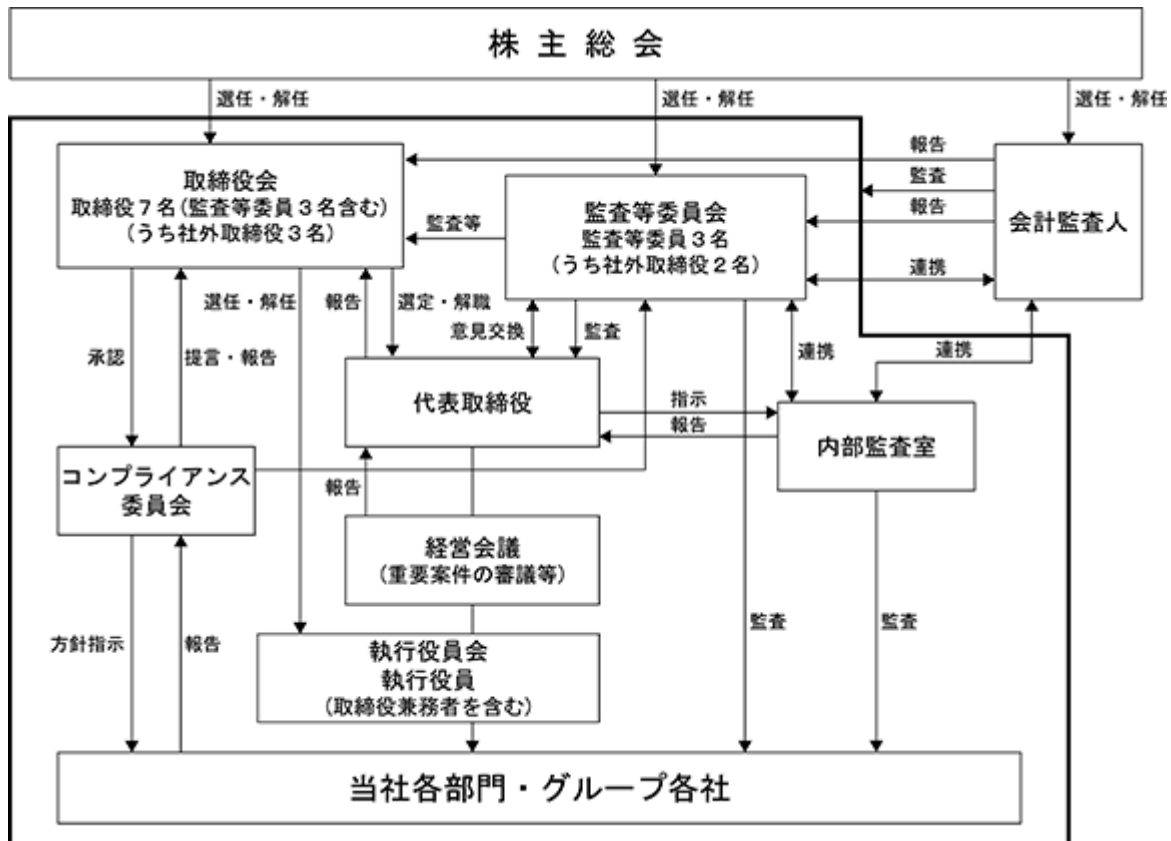 株主総会
選任・解任
選任・解任
選任・解任
取締役会
取締役７名(監査等委員３名含む)
(うち社外取締役３名)
監査等
監査等委員会
監査等委員３名
(うち社外取締役２名)
報告
監査
報告
連携
会計監査人
選任・解任
報告
選定・解職
意見交換
監査
承認
提言・報告
連携
連携
代表取締役
指示
報告
内部監査室
コンプライアンス
委員会
報告
経営会議
(重要案件の審議等)
方針指示
報告
監査
監査
執行役員会
執行役員
(取締役兼務者を含む)
当社各部門・グループ各社